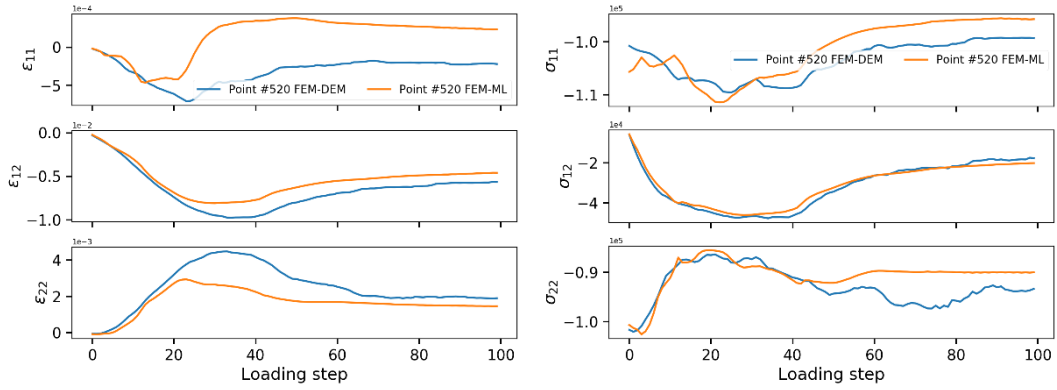 1e−4
ε11
0
−5
Point #520 FEM-DEM
Point #520 FEM-ML
1e−2
ε12
0.0
−0.5
−1.0
1e−3
ε22
4
2
0
0 20 40 60 80 100
Loading step
1e5
σ11
−1.0
−1.1
Point #520 FEM-DEM
Point #520 FEM-ML
1e4
σ12
−2
−4
1e5
σ22
−0.9
−1.0
0 20 40 60 80 100
Loading step